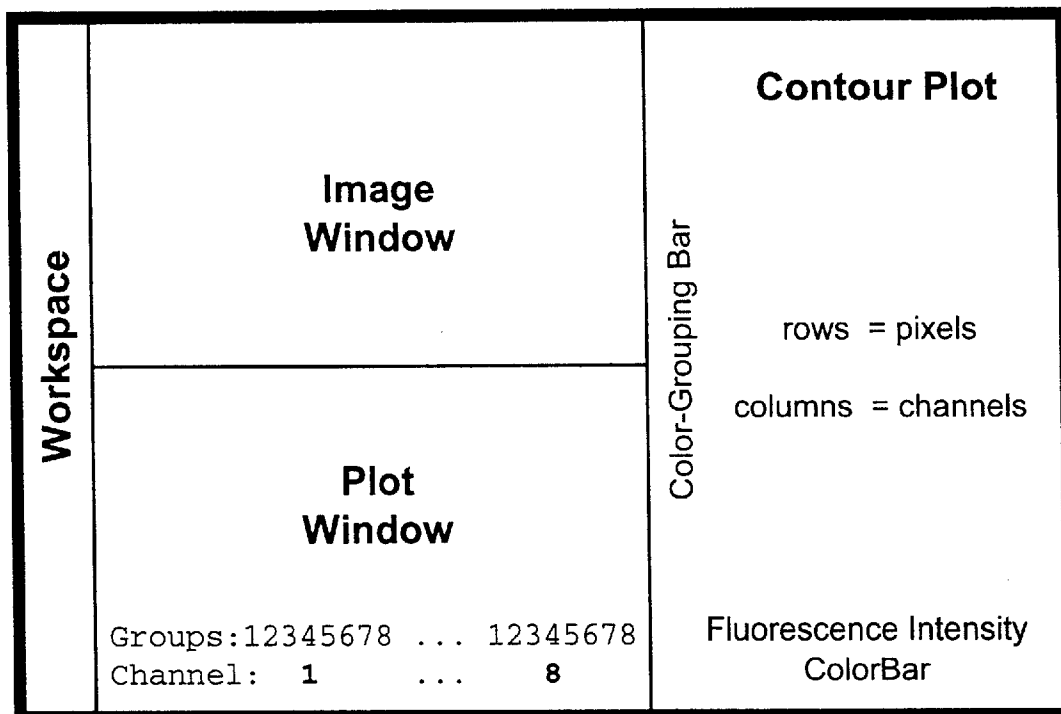 Workspace
Image
Window
Plot
Window
Groups:12345678 ... 12345678
Channel: 1 ... 8
Color-Grouping Bar
Contour Plot
rows = pixels
columns = channels
Fluorescence Intensity
ColorBar